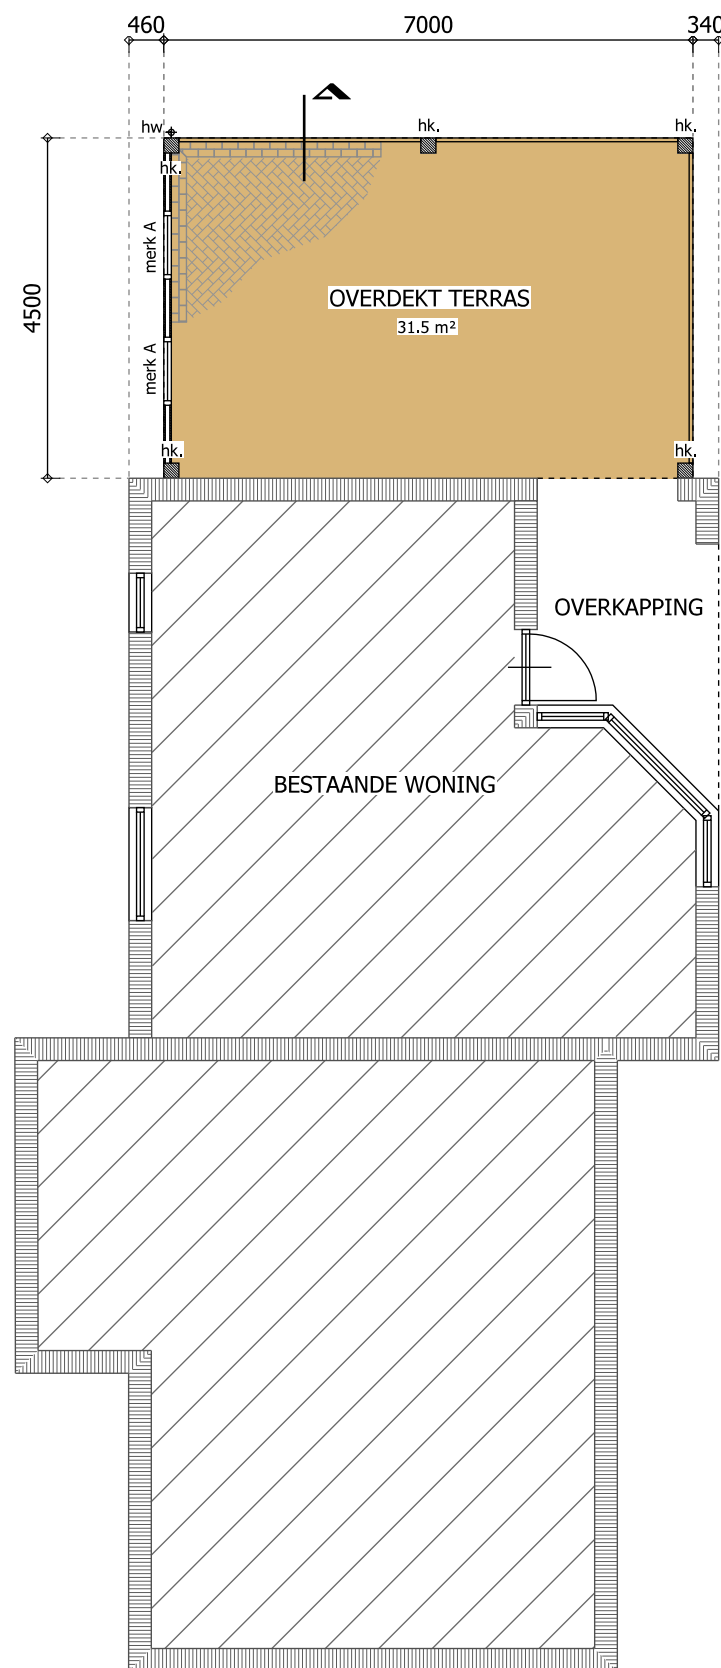 460 7000 340
A
hw hk. hk.
hk.
merk A
4500
OVERDEKT TERRAS
31.5 m²
merk A
hk. hk.
OVERKAPPING
BESTAANDE WONING